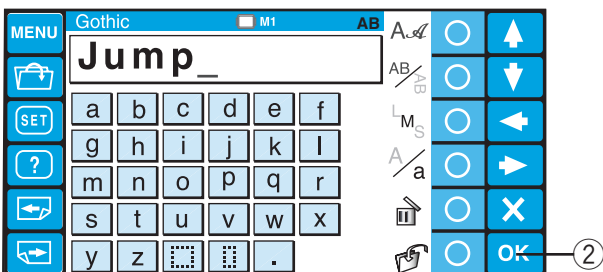 MENU
Gothic M1 AB
Jump_
A A
AB/AB
L M S
A/a
SET
?
a b c d e f
g h i j k l
m n o p q r
s t u v w x
y z .
X
OK
②